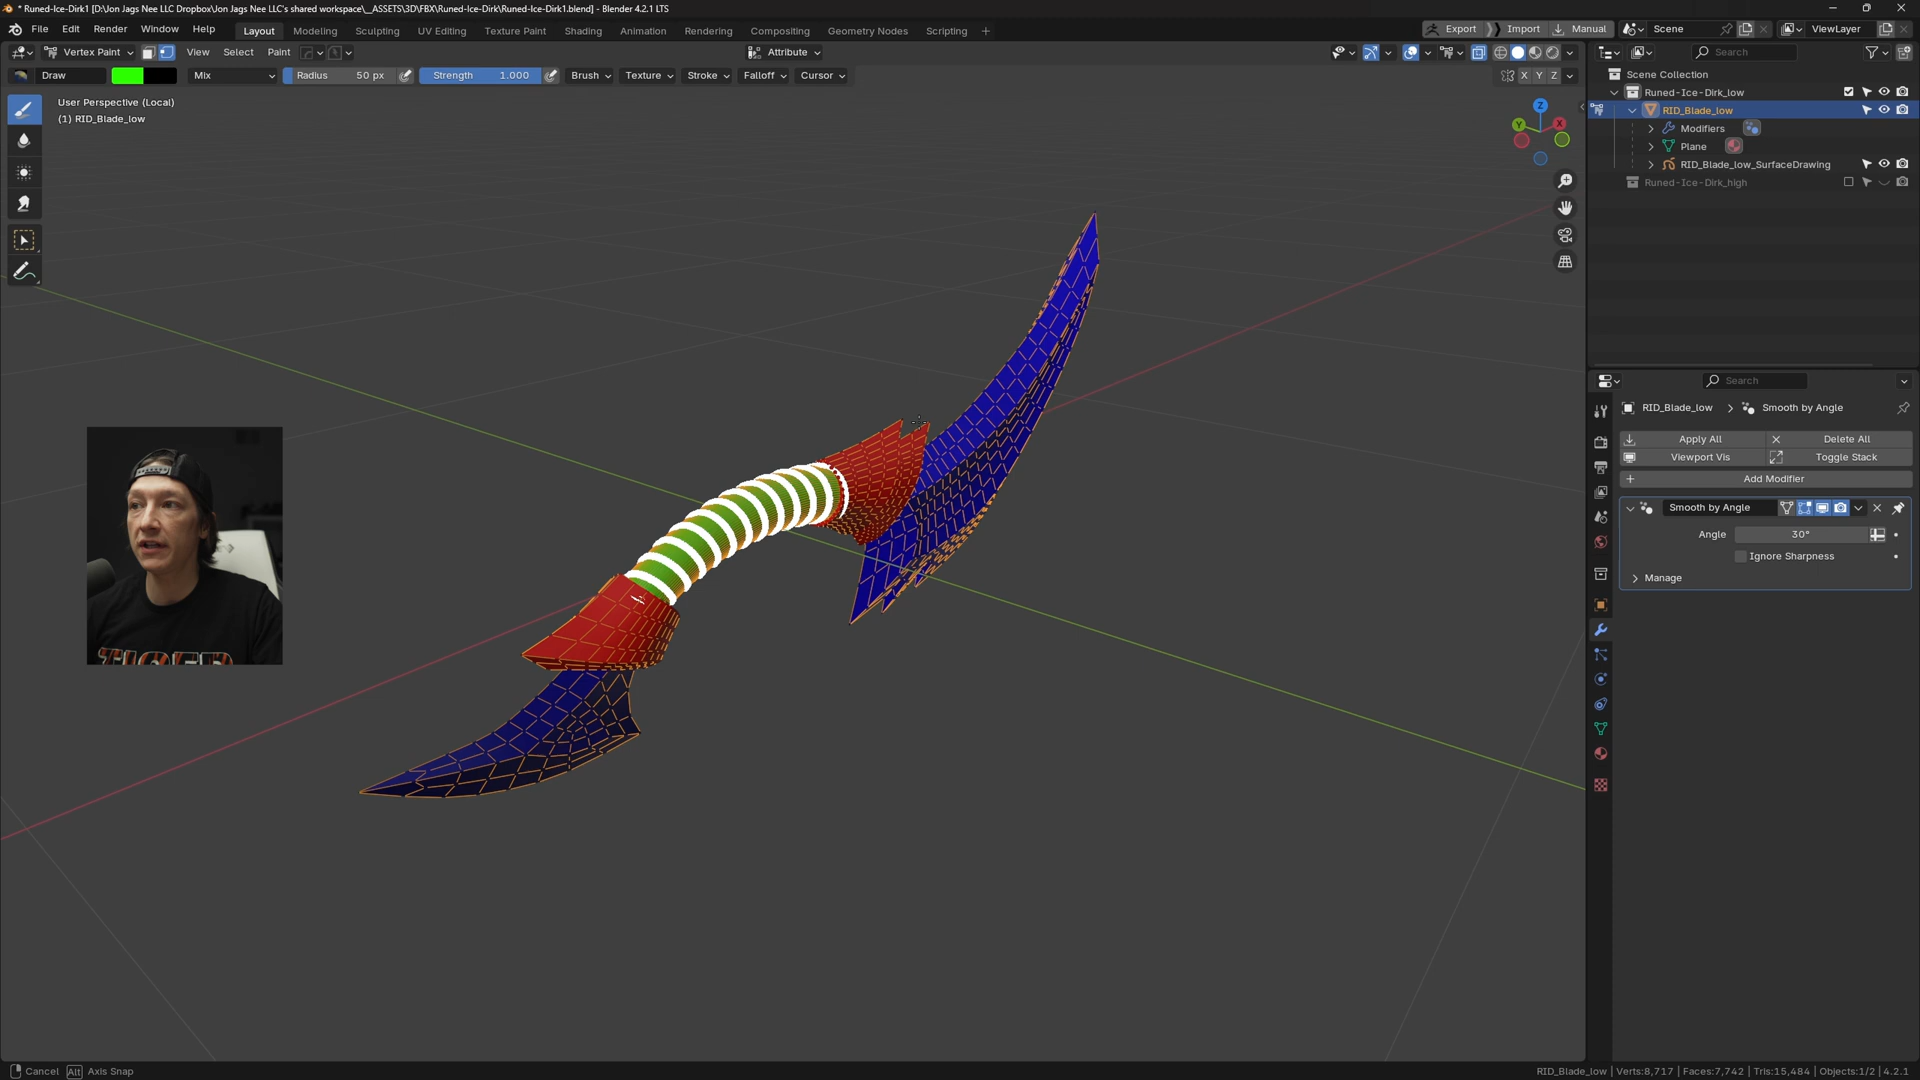 * Runed-Ice-Dirk1 [D:\Jon Jags Nee LLC Dropbox\Jon Jags Nee LLC's shared workspace\__ASSETS\3D\FBX\Runed-Ice-Dirk\Runed-Ice-Dirk1.blend] - Blender 4.2.1 LTS
File Edit Render Window Help Layout Modeling Sculpting UV Editing Texture Paint Shading Animation Rendering Compositing Geometry Nodes Scripting Export Import Manual Scene ViewLayer
Vertex Paint View Select Paint Attribute Search
Draw Mix Radius 50 px Strength 1.000 Brush Texture Stroke Falloff Cursor X Y Z
Scene Collection
User Perspective (Local)
(1) RID_Blade_low
Runed-Ice-Dirk_low
RID_Blade_low
Modifiers
Plane
RID_Blade_low_SurfaceDrawing
Runed-Ice-Dirk_high
Z
Y X
Search
RID_Blade_low Smooth by Angle
Apply All Delete All
Viewport Vis Toggle Stack
Add Modifier
Smooth by Angle
Angle 30°
Ignore Sharpness
Manage
Cancel Alt Axis Snap
RID_Blade_low | Verts:8,717 | Faces:7,742 | Tris:15,484 | Objects:1/2 | 4.2.1